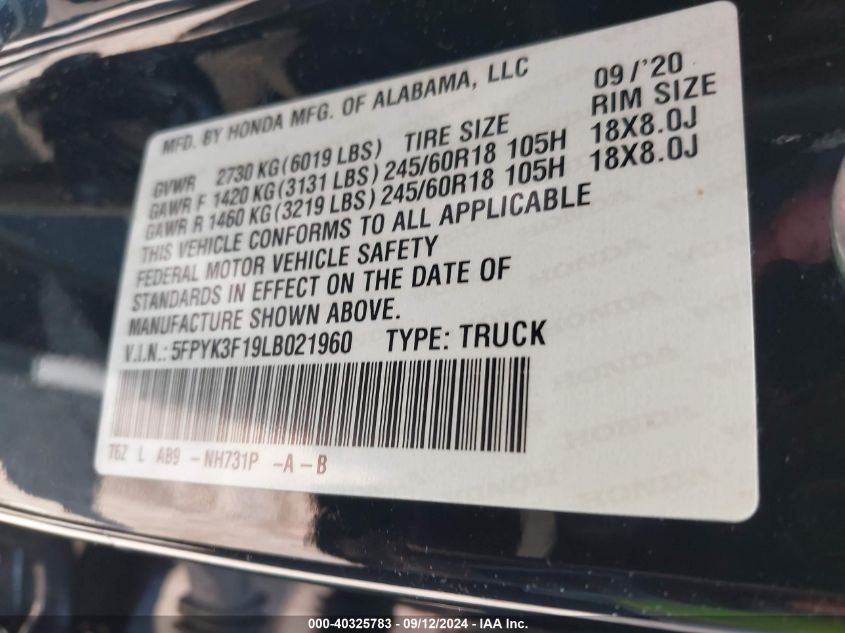 MFD. BY HONDA MFG. OF ALABAMA, LLC 09/'20
GVWR 2730 KG(6019 LBS) TIRE SIZE RIM SIZE
GAWR F 1420 KG(3131 LBS) 245/60R18 105H 18X8.0J
GAWR R 1460 KG(3219 LBS) 245/60R18 105H 18X8.0J
THIS VEHICLE CONFORMS TO ALL APPLICABLE
FEDERAL MOTOR VEHICLE SAFETY
STANDARDS IN EFFECT ON THE DATE OF
MANUFACTURE SHOWN ABOVE.
V.I.N.: 5FPYK3F19LB021960 TYPE: TRUCK
T6Z L AB9 -NH731P -A-B
<<00-40325783 - 09/12/2024 - IAA Inc.